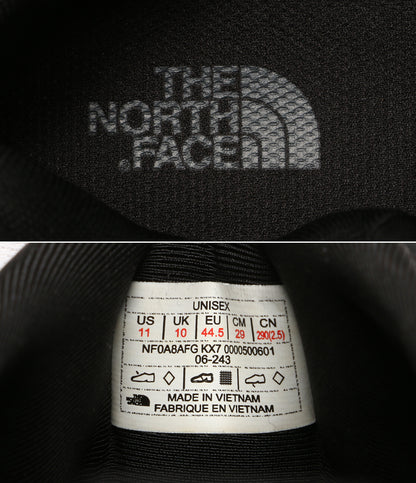 THE
NORTH
FACE
UNISEX
US UK EU CM CN
11 10 44.5 29 290(2.5)
NF0A8AFG KX7 0000500601
06-243
MADE IN VIETNAM
FABRIQUE EN VIETNAM